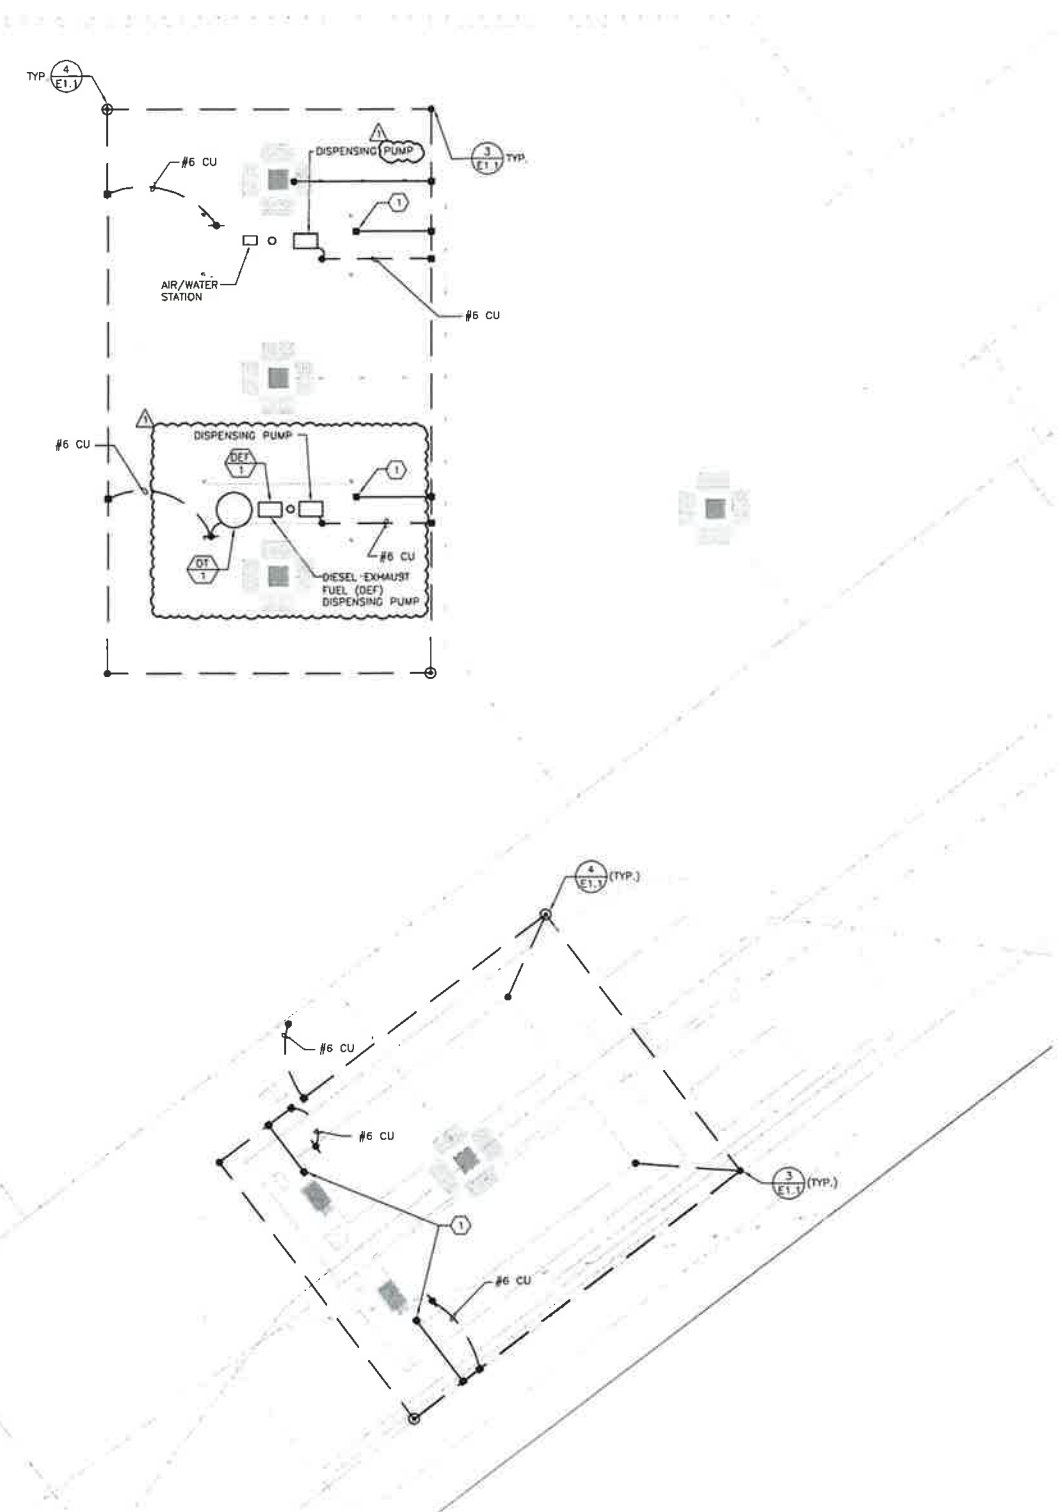 TYP. 4
E1.1
1
DISPENSING PUMP
#6 CU
3
E1.1
TYP.
1
AIR/WATER
STATION
#6 CU
1
DISPENSING PUMP
#6 CU
DEF
1
1
#6 CU
DT
1
DIESEL EXHAUST
FUEL (DEF)
DISPENSING PUMP
4
E1.1
(TYP.)
#6 CU
#6 CU
3
E1.1
(TYP.)
1
#6 CU